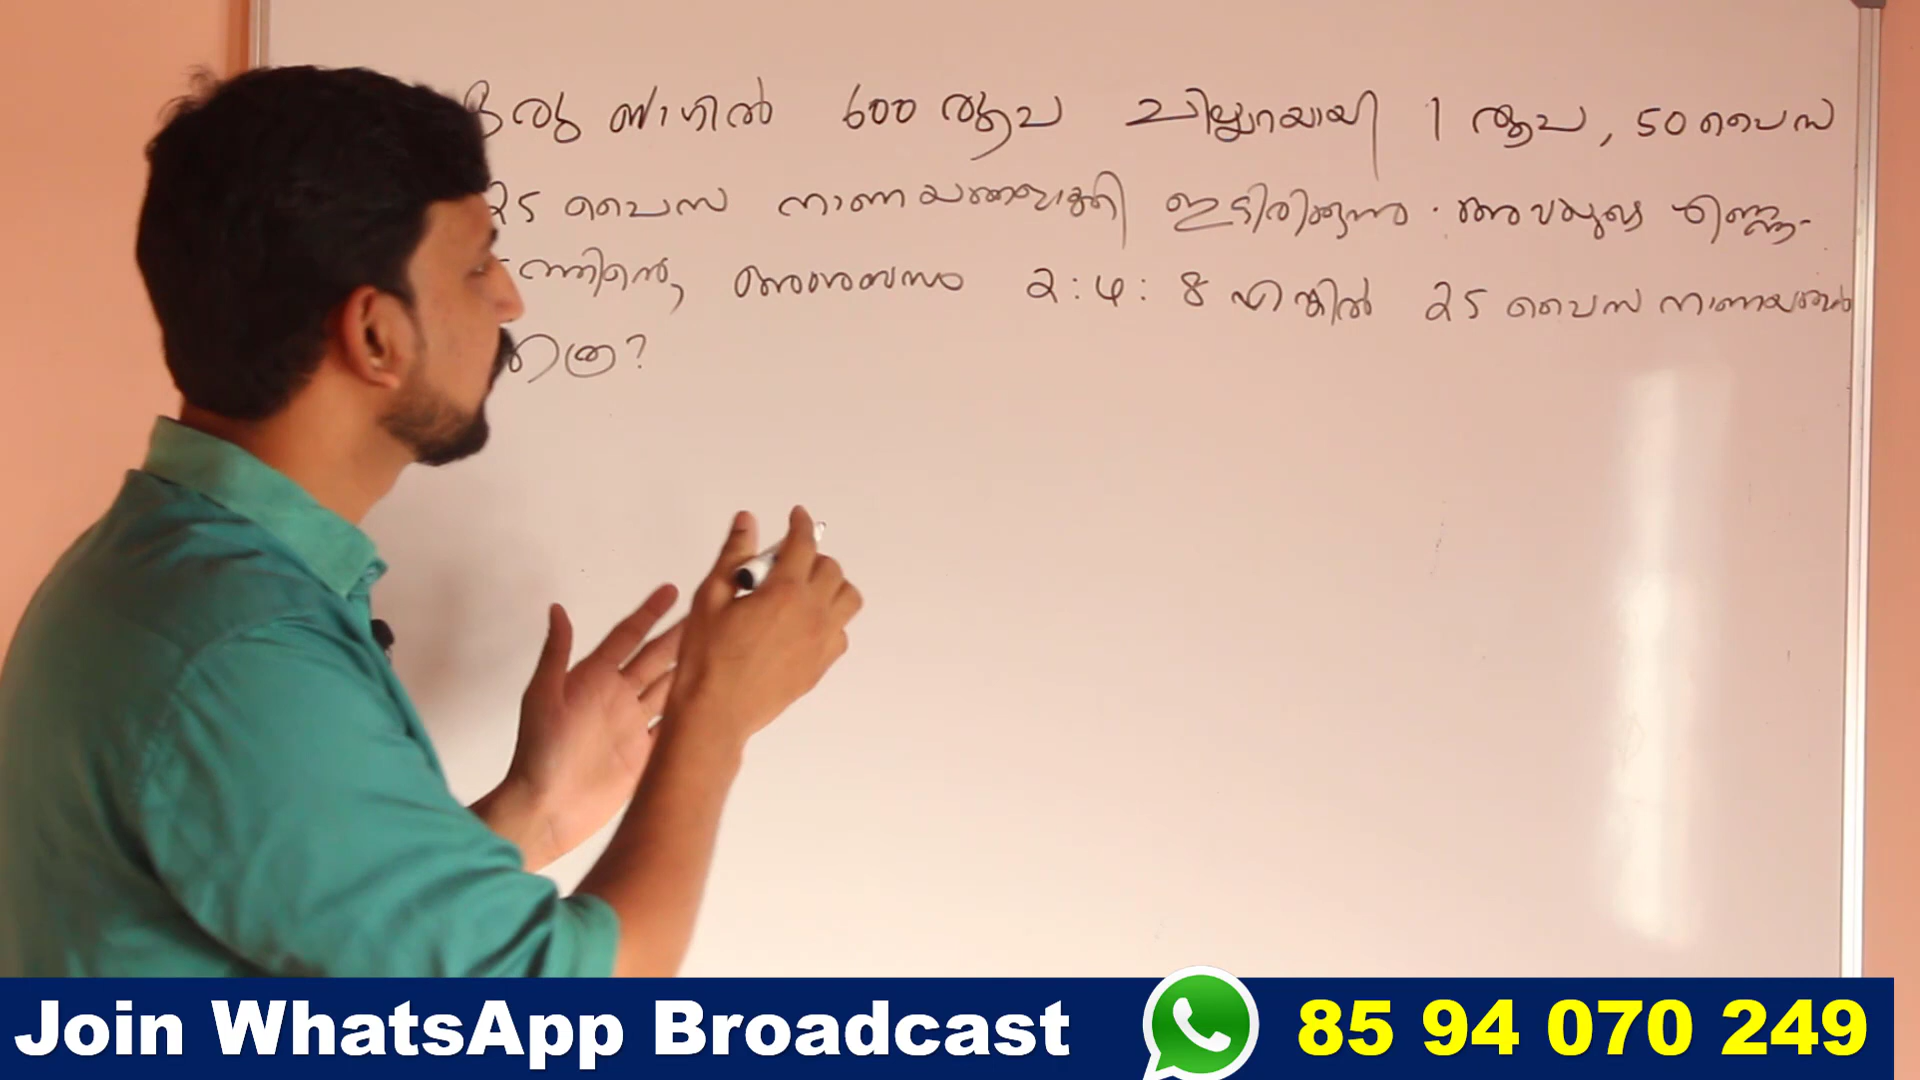 ഒരു ബാഗിൽ 600 രൂപ ചില്ലറയായി 1 രൂപ, 50 പൈസ
25 പൈസ നാണയങ്ങളാക്കി ഇട്ടിരിക്കുന്നു. അവയുടെ എണ്ണ-
ത്തിന്റെ അംശബന്ധം 2:4:8 എങ്കിൽ 25 പൈസ നാണയങ്ങൾ
എത്ര?
Join WhatsApp Broadcast 85 94 070 249